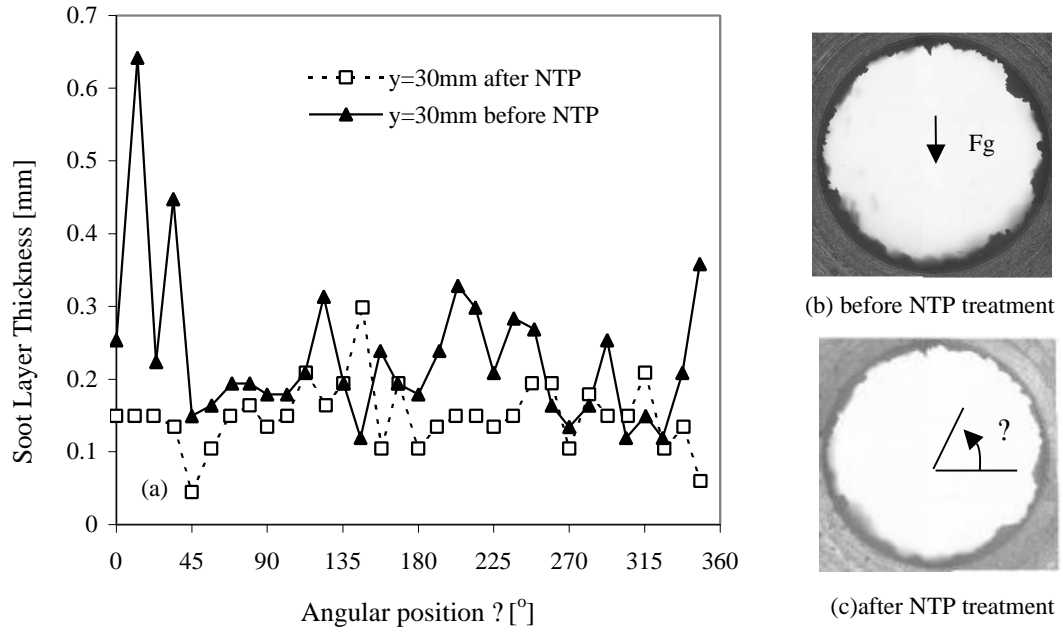 0.7
0.6
0.5
0.4
0.3
0.2
0.1
0
Soot Layer Thickness [mm]
y=30mm after NTP
y=30mm before NTP
(a)
0 45 90 135 180 225 270 315 360
Angular position ? [o]
Fg
(b) before NTP treatment
?
(c)after NTP treatment